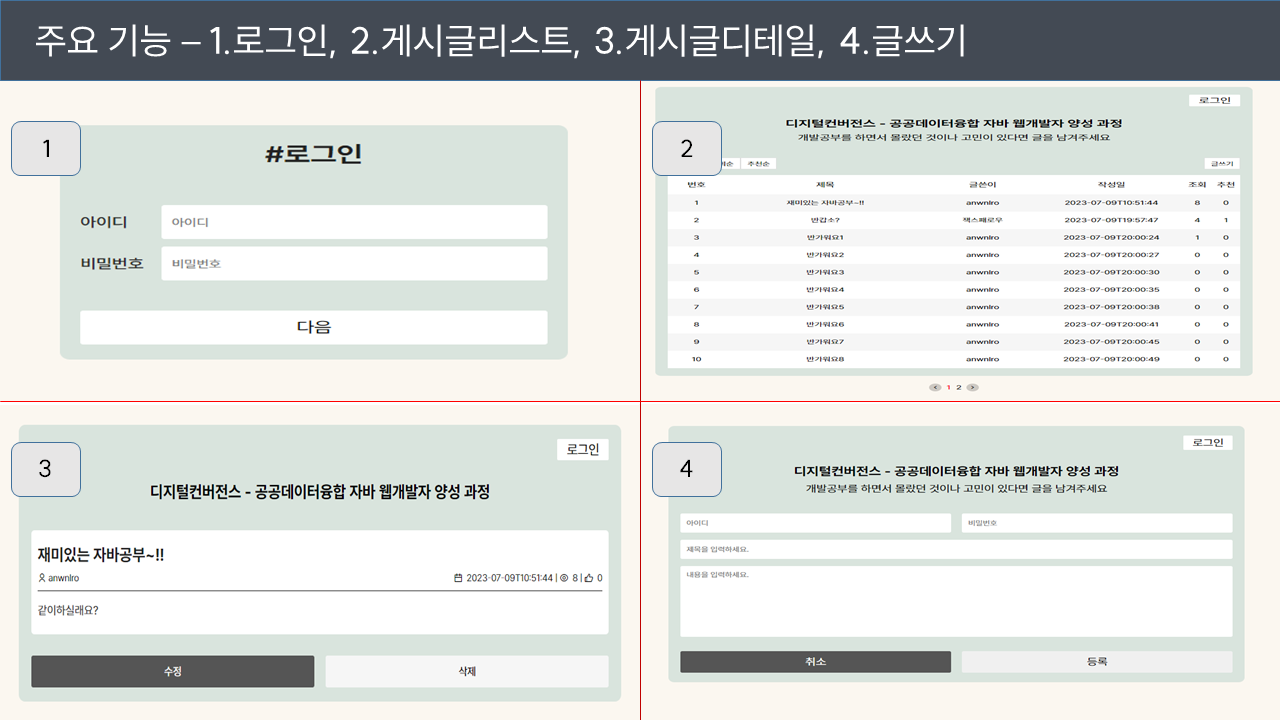 주요 기능 – 1.로그인, 2.게시글리스트, 3.게시글디테일, 4.글쓰기
1
#로그인
아이디 아이디
비밀번호 비밀번호
다음
2
로그인
디지털컨버전스 - 공공데이터융합 자바 웹개발자 양성 과정
개발공부를 하면서 몰랐던 것이나 고민이 있다면 글을 남겨주세요
추천순 글쓰기
번호 제목 글쓴이 작성일 조회 추천
1 재미있는 자바공부~!! anwnlro 2023-07-09T10:51:44 8 0
2 반갑소? 잭스패로우 2023-07-09T19:57:47 4 1
3 반가워요1 anwnlro 2023-07-09T20:00:24 1 0
4 반가워요2 anwnlro 2023-07-09T20:00:27 0 0
5 반가워요3 anwnlro 2023-07-09T20:00:30 0 0
6 반가워요4 anwnlro 2023-07-09T20:00:35 0 0
7 반가워요5 anwnlro 2023-07-09T20:00:38 0 0
8 반가워요6 anwnlro 2023-07-09T20:00:41 0 0
9 반가워요7 anwnlro 2023-07-09T20:00:45 0 0
10 반가워요8 anwnlro 2023-07-09T20:00:49 0 0
< 1 2 >
3
로그인
디지털컨버전스 - 공공데이터융합 자바 웹개발자 양성 과정
재미있는 자바공부~!!
anwnlro 2023-07-09T10:51:44 | 8 | 0
같이하실래요?
수정 삭제
4
로그인
디지털컨버전스 - 공공데이터융합 자바 웹개발자 양성 과정
개발공부를 하면서 몰랐던 것이나 고민이 있다면 글을 남겨주세요
아이디 비밀번호
제목을 입력하세요.
내용을 입력하세요.
취소 등록